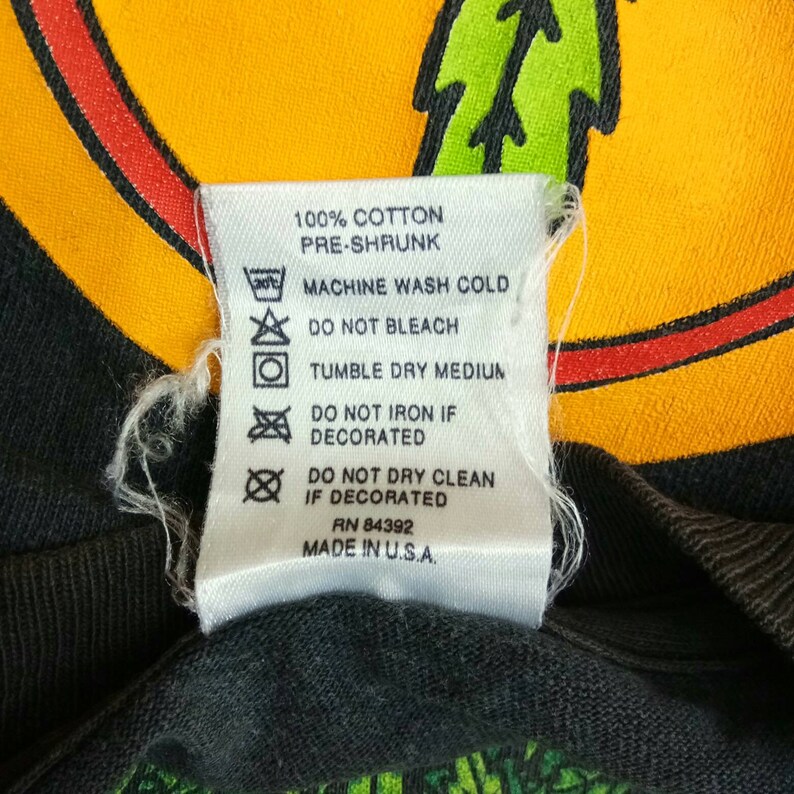 100% COTTON
PRE-SHRUNK
MACHINE WASH COLD
DO NOT BLEACH
TUMBLE DRY MEDIUM
DO NOT IRON IF
DECORATED
DO NOT DRY CLEAN
IF DECORATED
RN 84392
MADE IN U.S.A.